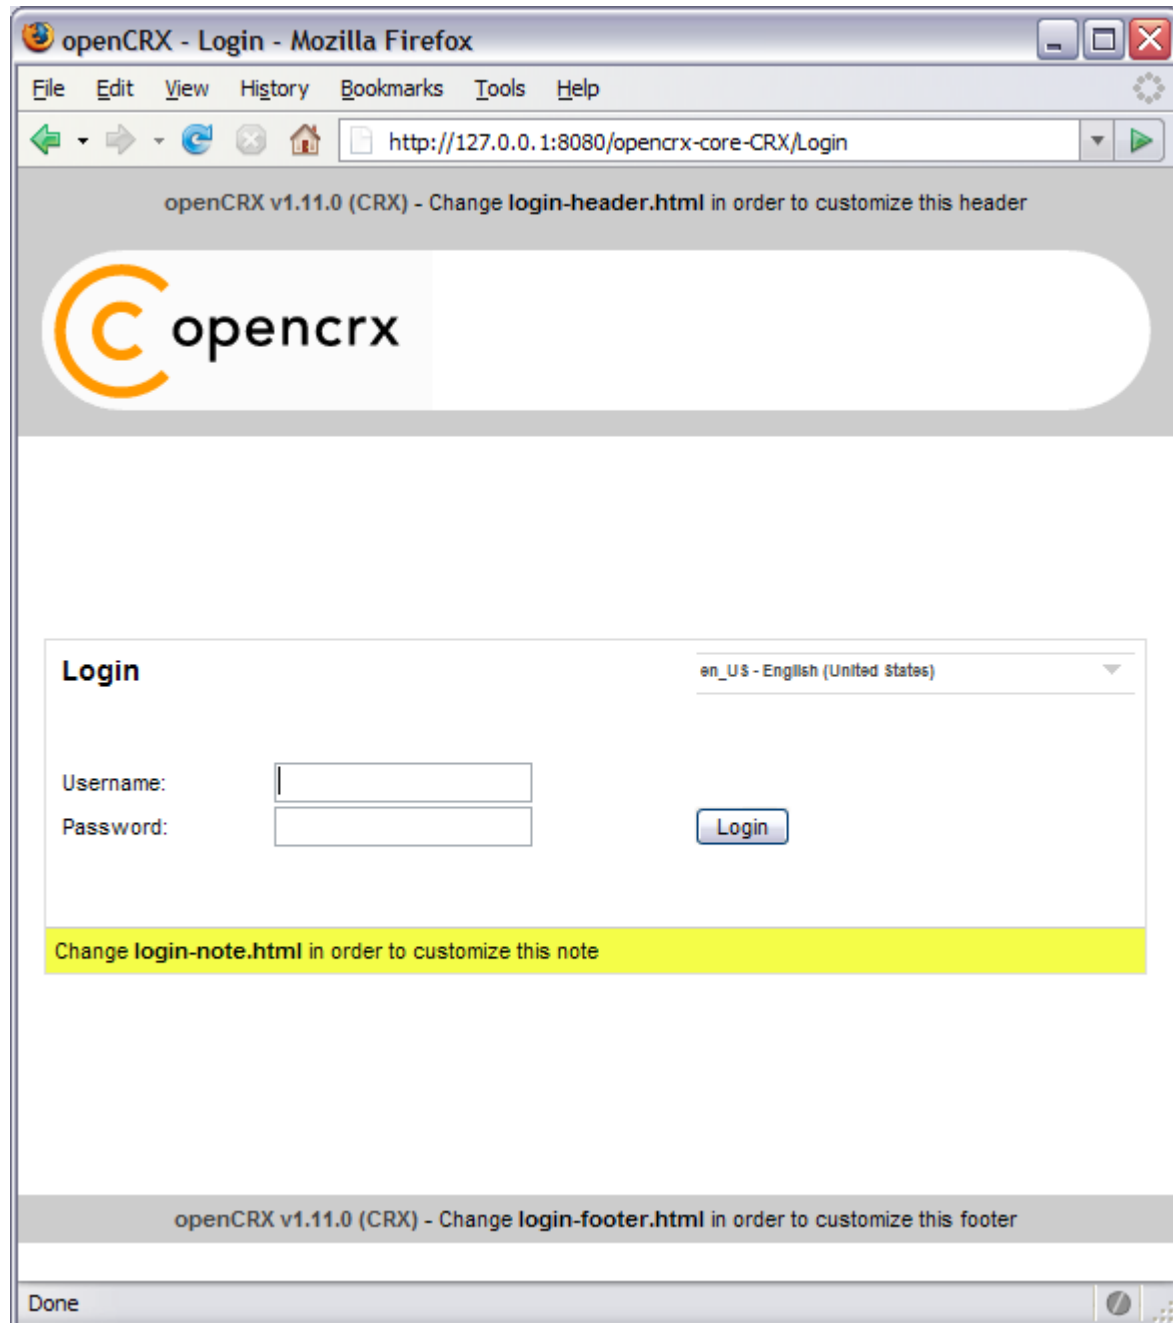 openCRX - Login - Mozilla Firefox
File Edit View History Bookmarks Tools Help
http://127.0.0.1:8080/opencrx-core-CRX/Login
openCRX v1.11.0 (CRX) - Change login-header.html in order to customize this header
opencrx
Login
en_US - English (United States)
Username:
Password:
Login
Change login-note.html in order to customize this note
openCRX v1.11.0 (CRX) - Change login-footer.html in order to customize this footer
Done